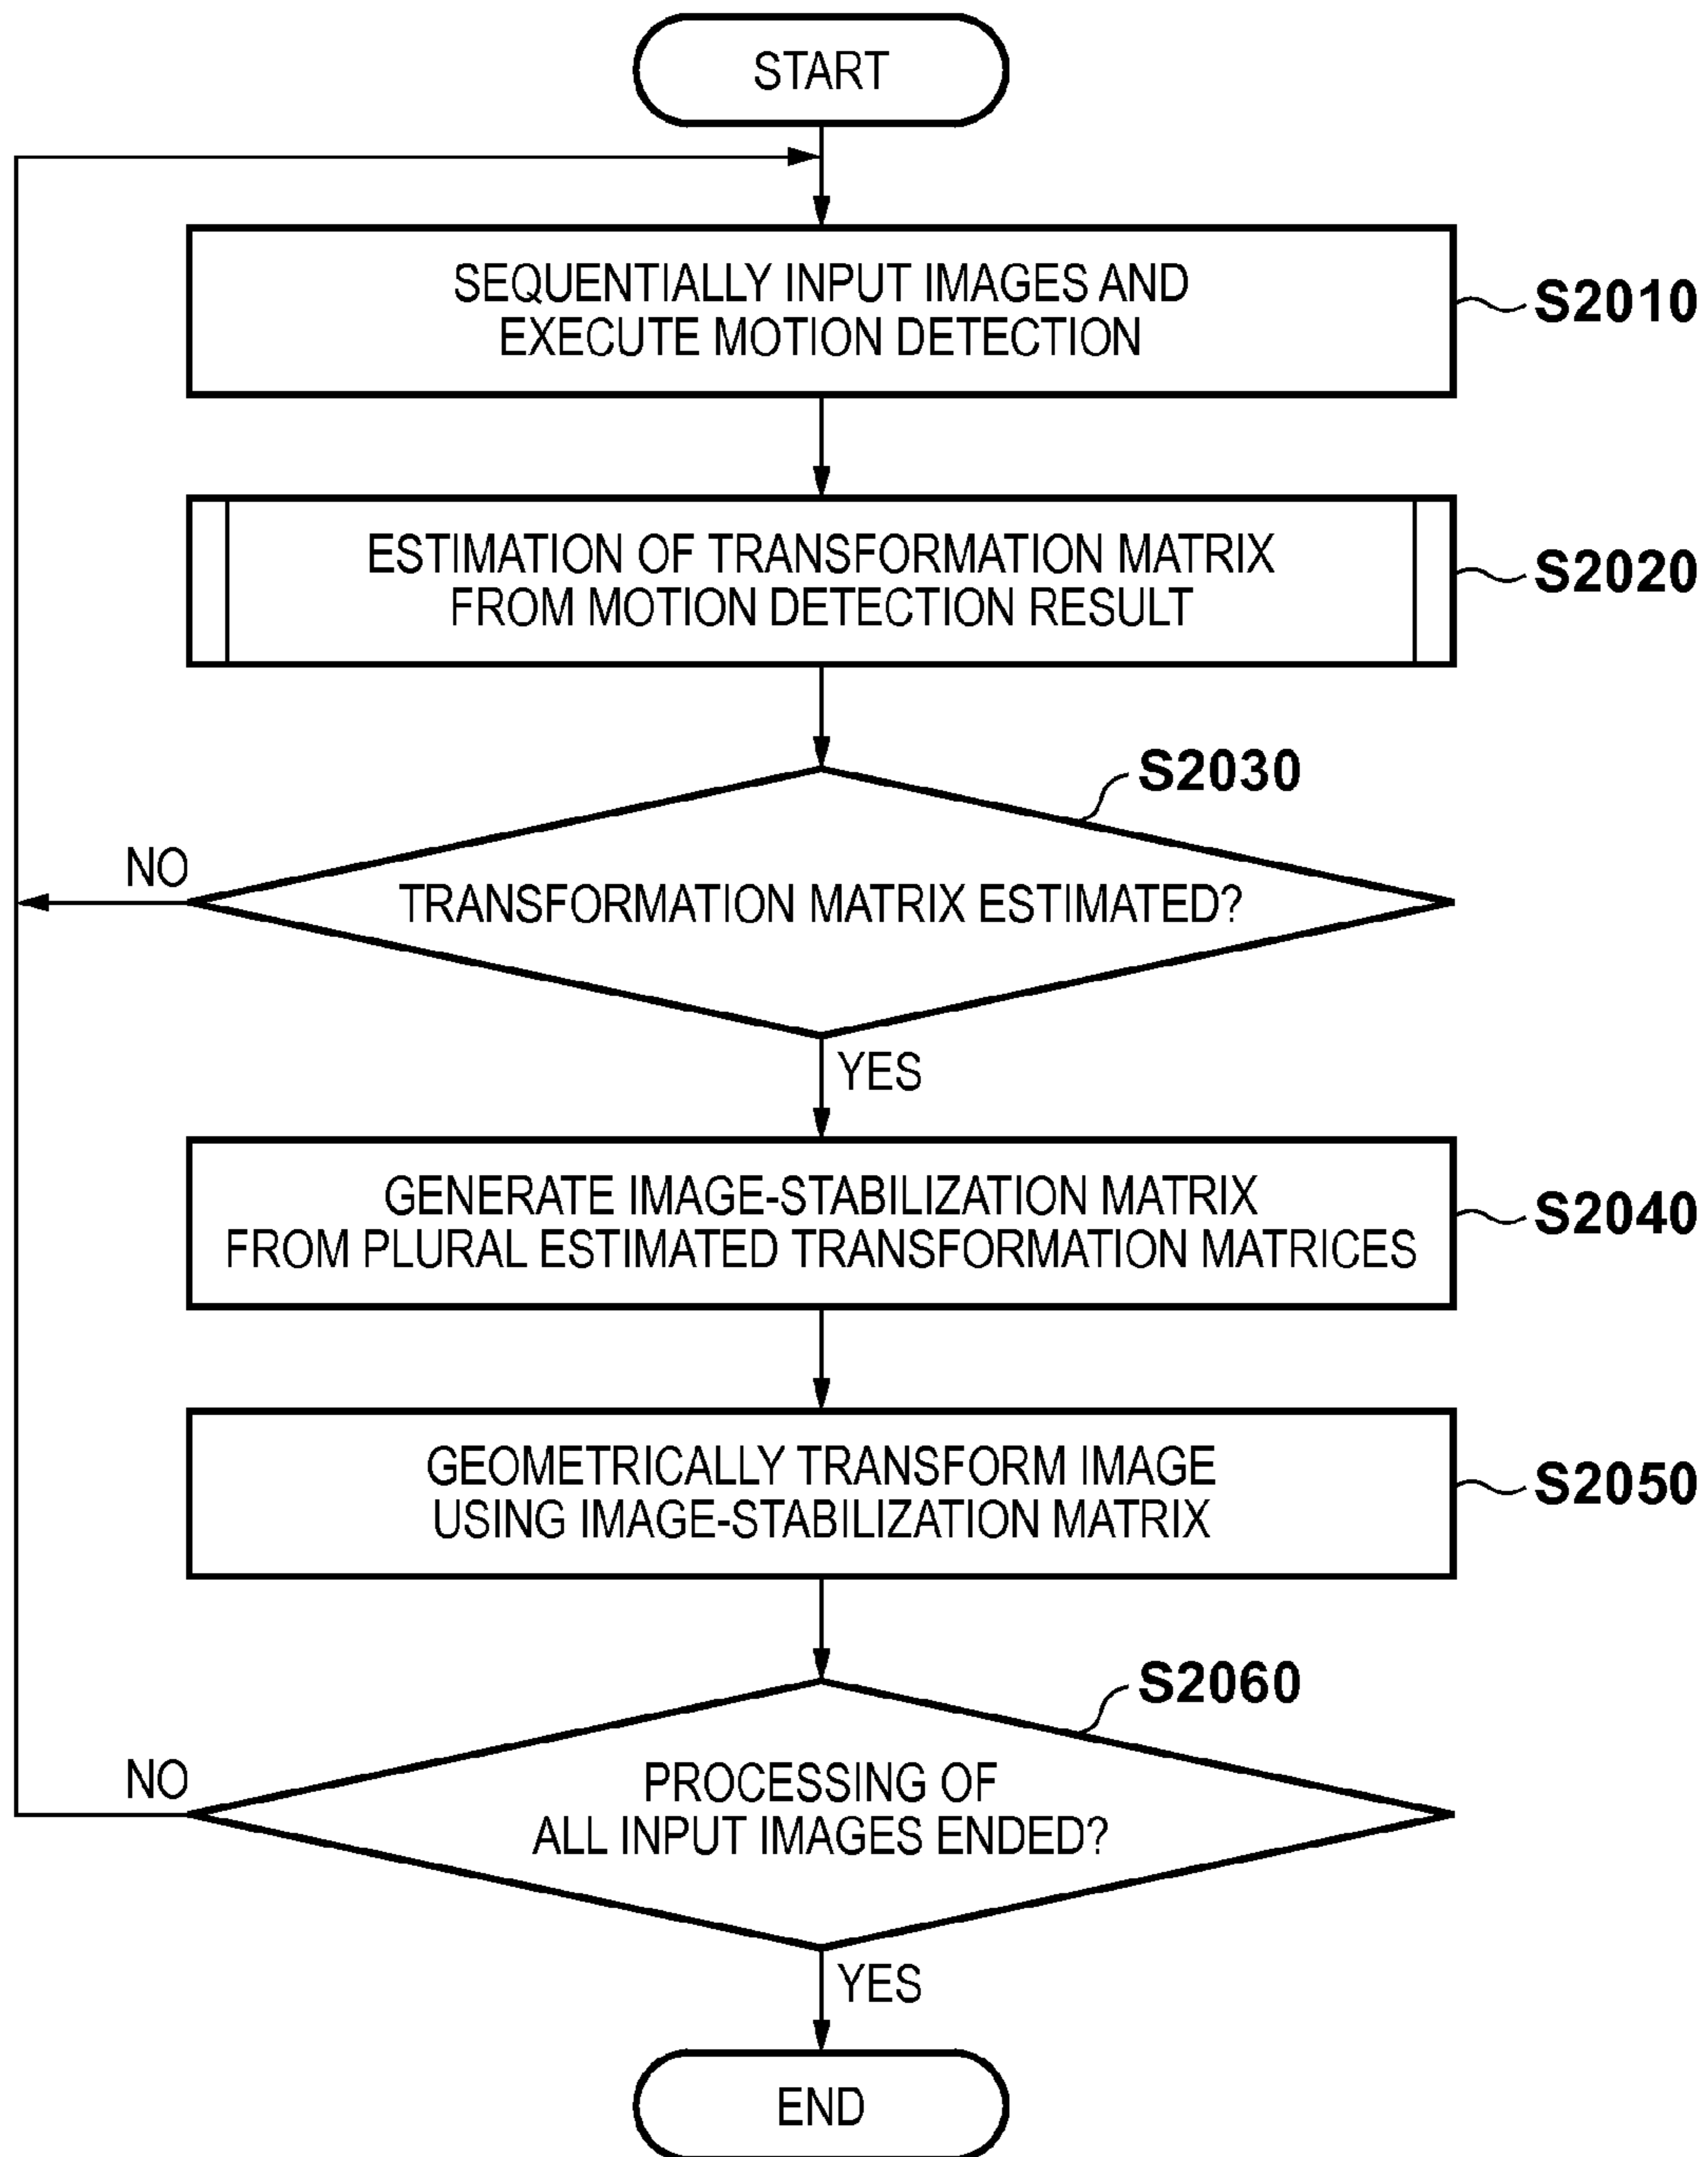 START
SEQUENTIALLY INPUT IMAGES AND
EXECUTE MOTION DETECTION
S2010
ESTIMATION OF TRANSFORMATION MATRIX
FROM MOTION DETECTION RESULT
S2020
S2030
NO
TRANSFORMATION MATRIX ESTIMATED?
YES
GENERATE IMAGE-STABILIZATION MATRIX
FROM PLURAL ESTIMATED TRANSFORMATION MATRICES
S2040
GEOMETRICALLY TRANSFORM IMAGE
USING IMAGE-STABILIZATION MATRIX
S2050
S2060
NO
PROCESSING OF
ALL INPUT IMAGES ENDED?
YES
END